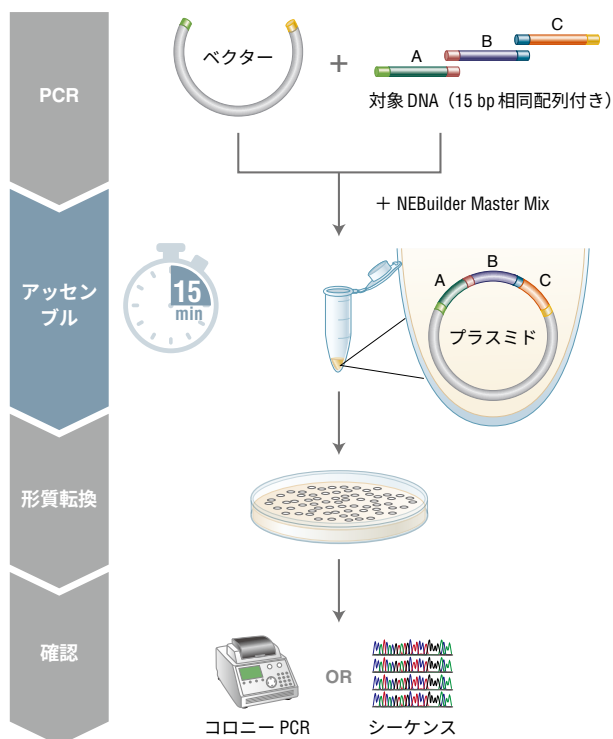 PCR
ベクター
+
A
B
C
対象 DNA（15 bp 相同配列付き）
+ NEBuilder Master Mix
アッセン
ブル
15
min
A
B
C
プラスミド
形質転換
確認
OR
コロニー PCR
シーケンス